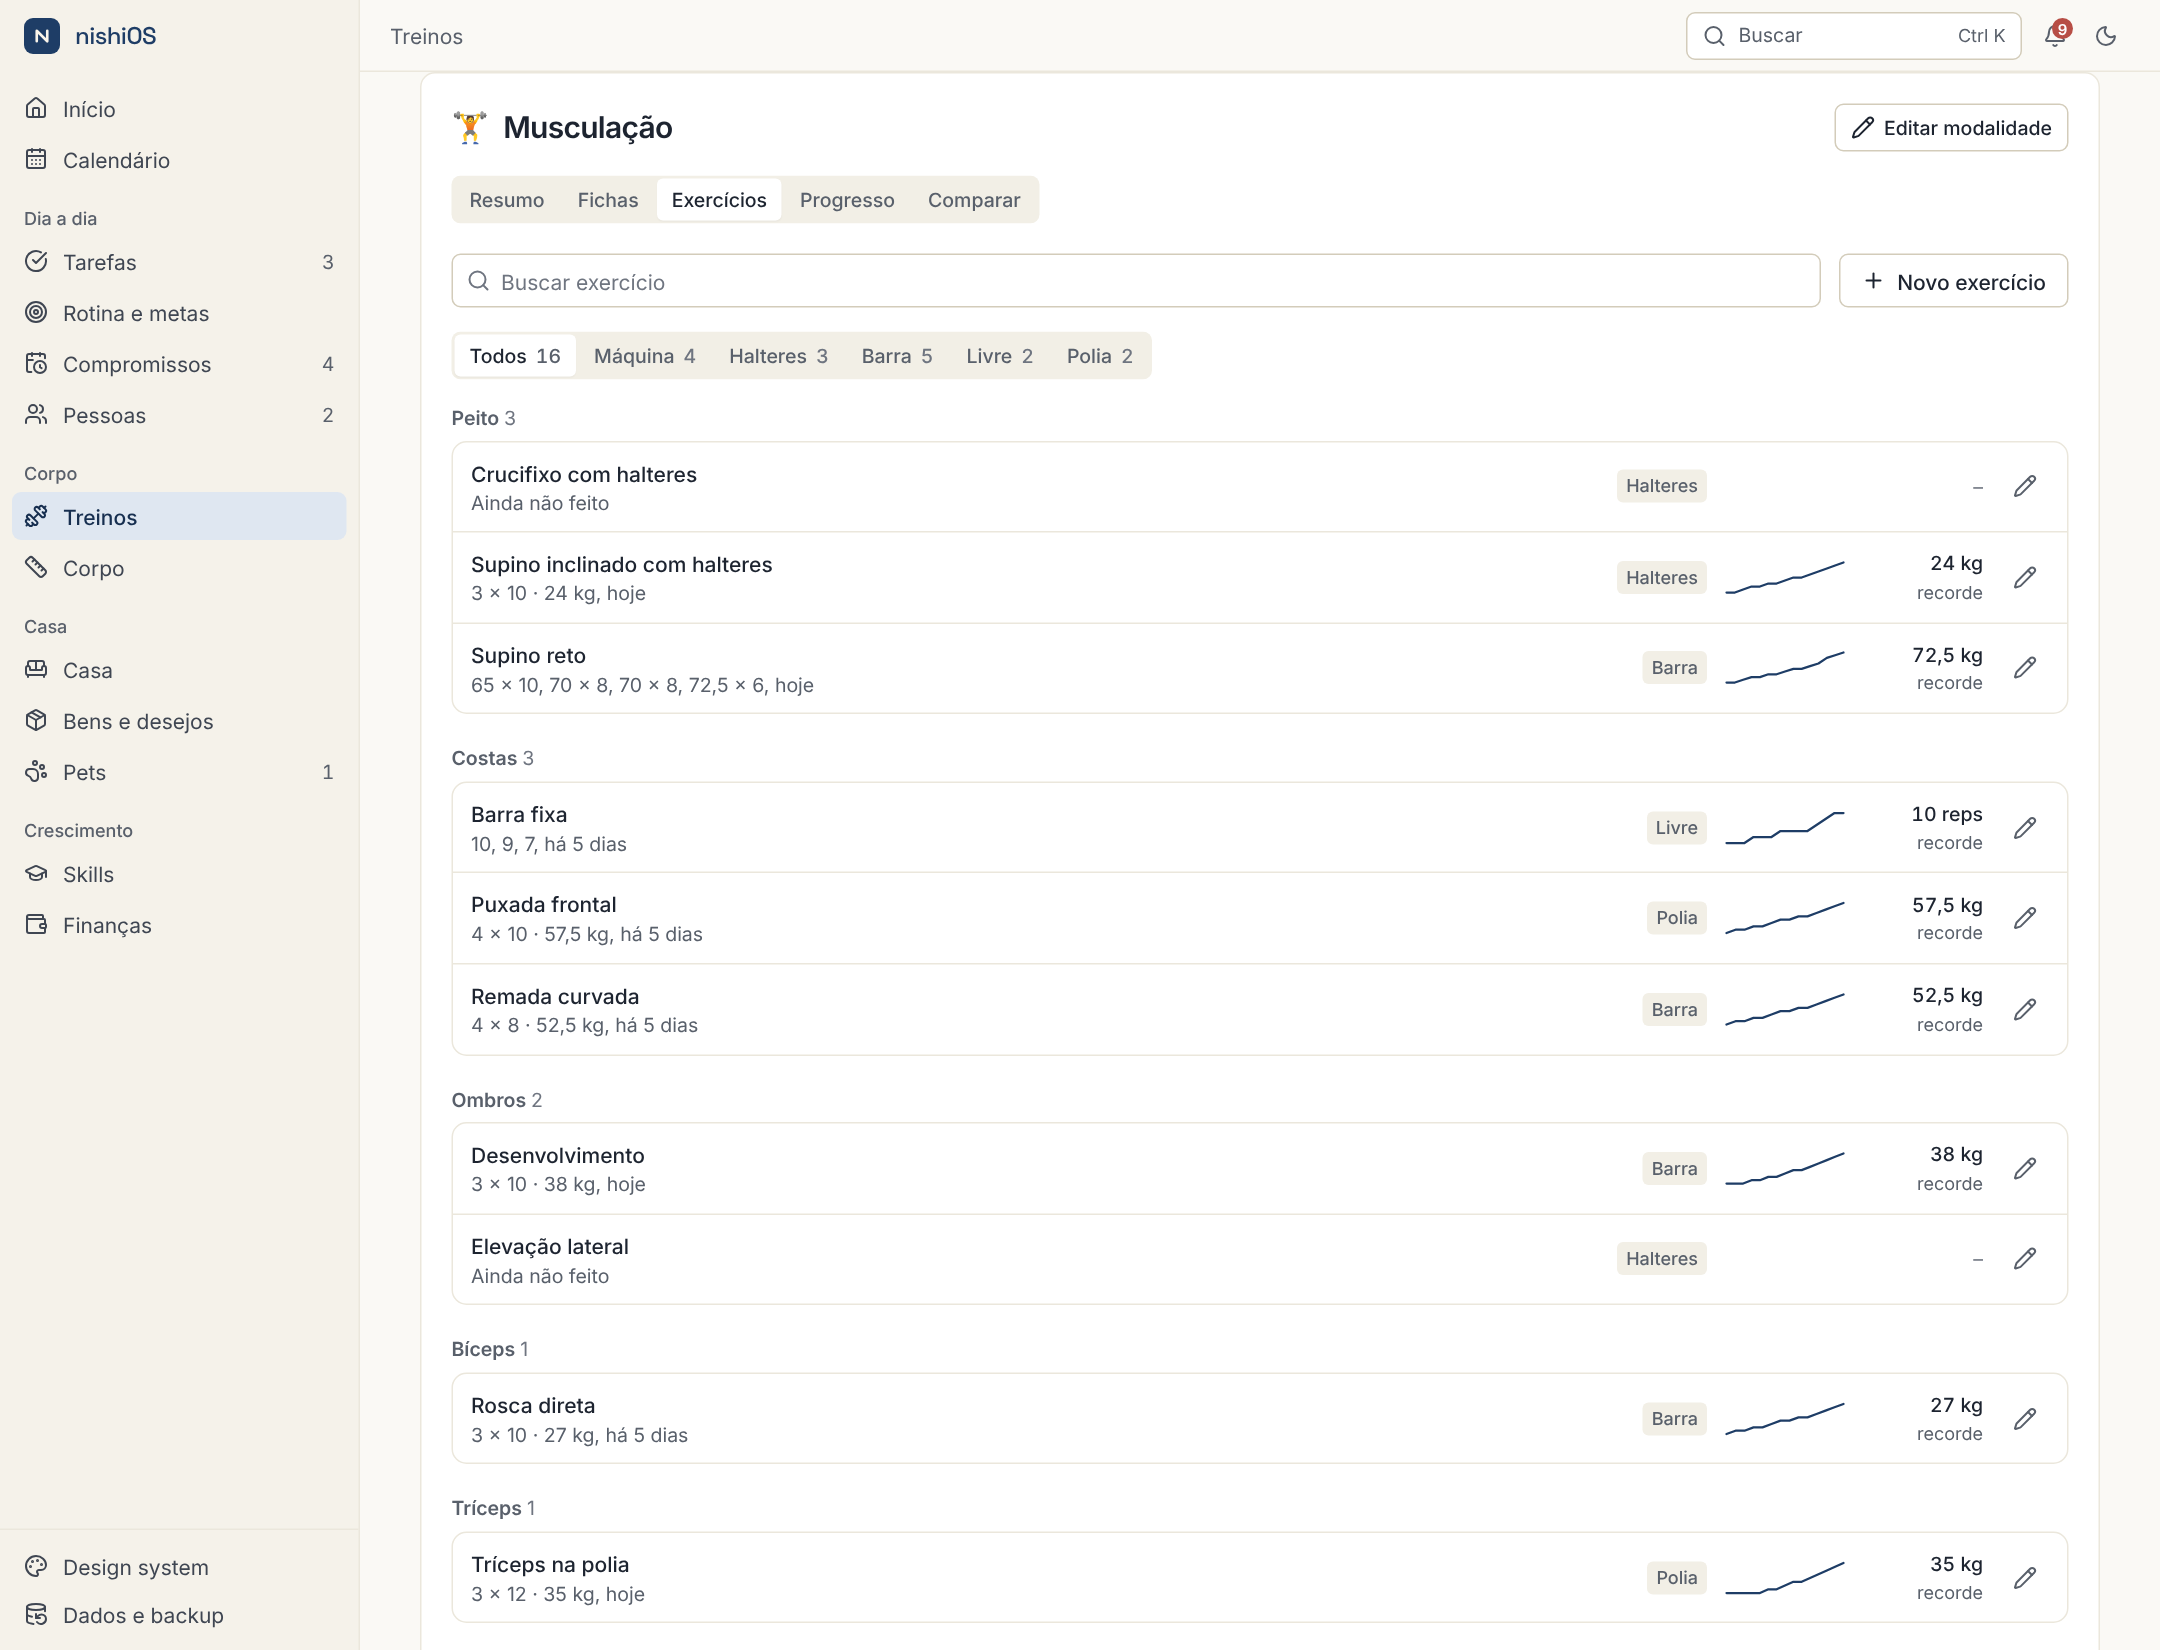 N nishiOS
Início
Calendário
Dia a dia
Tarefas 3
Rotina e metas
Compromissos 4
Pessoas 2
Corpo
Treinos
Corpo
Casa
Casa
Bens e desejos
Pets 1
Crescimento
Skills
Finanças
Design system
Dados e backup
Treinos
Buscar Ctrl K
9
Musculação
Editar modalidade
Resumo Fichas Exercícios Progresso Comparar
Buscar exercício
+ Novo exercício
Todos 16 Máquina 4 Halteres 3 Barra 5 Livre 2 Polia 2
Peito 3
Crucifixo com halteres
Ainda não feito
Halteres
–
Supino inclinado com halteres
3 × 10 · 24 kg, hoje
Halteres
24 kg
recorde
Supino reto
65 × 10, 70 × 8, 70 × 8, 72,5 × 6, hoje
Barra
72,5 kg
recorde
Costas 3
Barra fixa
10, 9, 7, há 5 dias
Livre
10 reps
recorde
Puxada frontal
4 × 10 · 57,5 kg, há 5 dias
Polia
57,5 kg
recorde
Remada curvada
4 × 8 · 52,5 kg, há 5 dias
Barra
52,5 kg
recorde
Ombros 2
Desenvolvimento
3 × 10 · 38 kg, hoje
Barra
38 kg
recorde
Elevação lateral
Ainda não feito
Halteres
–
Bíceps 1
Rosca direta
3 × 10 · 27 kg, há 5 dias
Barra
27 kg
recorde
Tríceps 1
Tríceps na polia
3 × 12 · 35 kg, hoje
Polia
35 kg
recorde